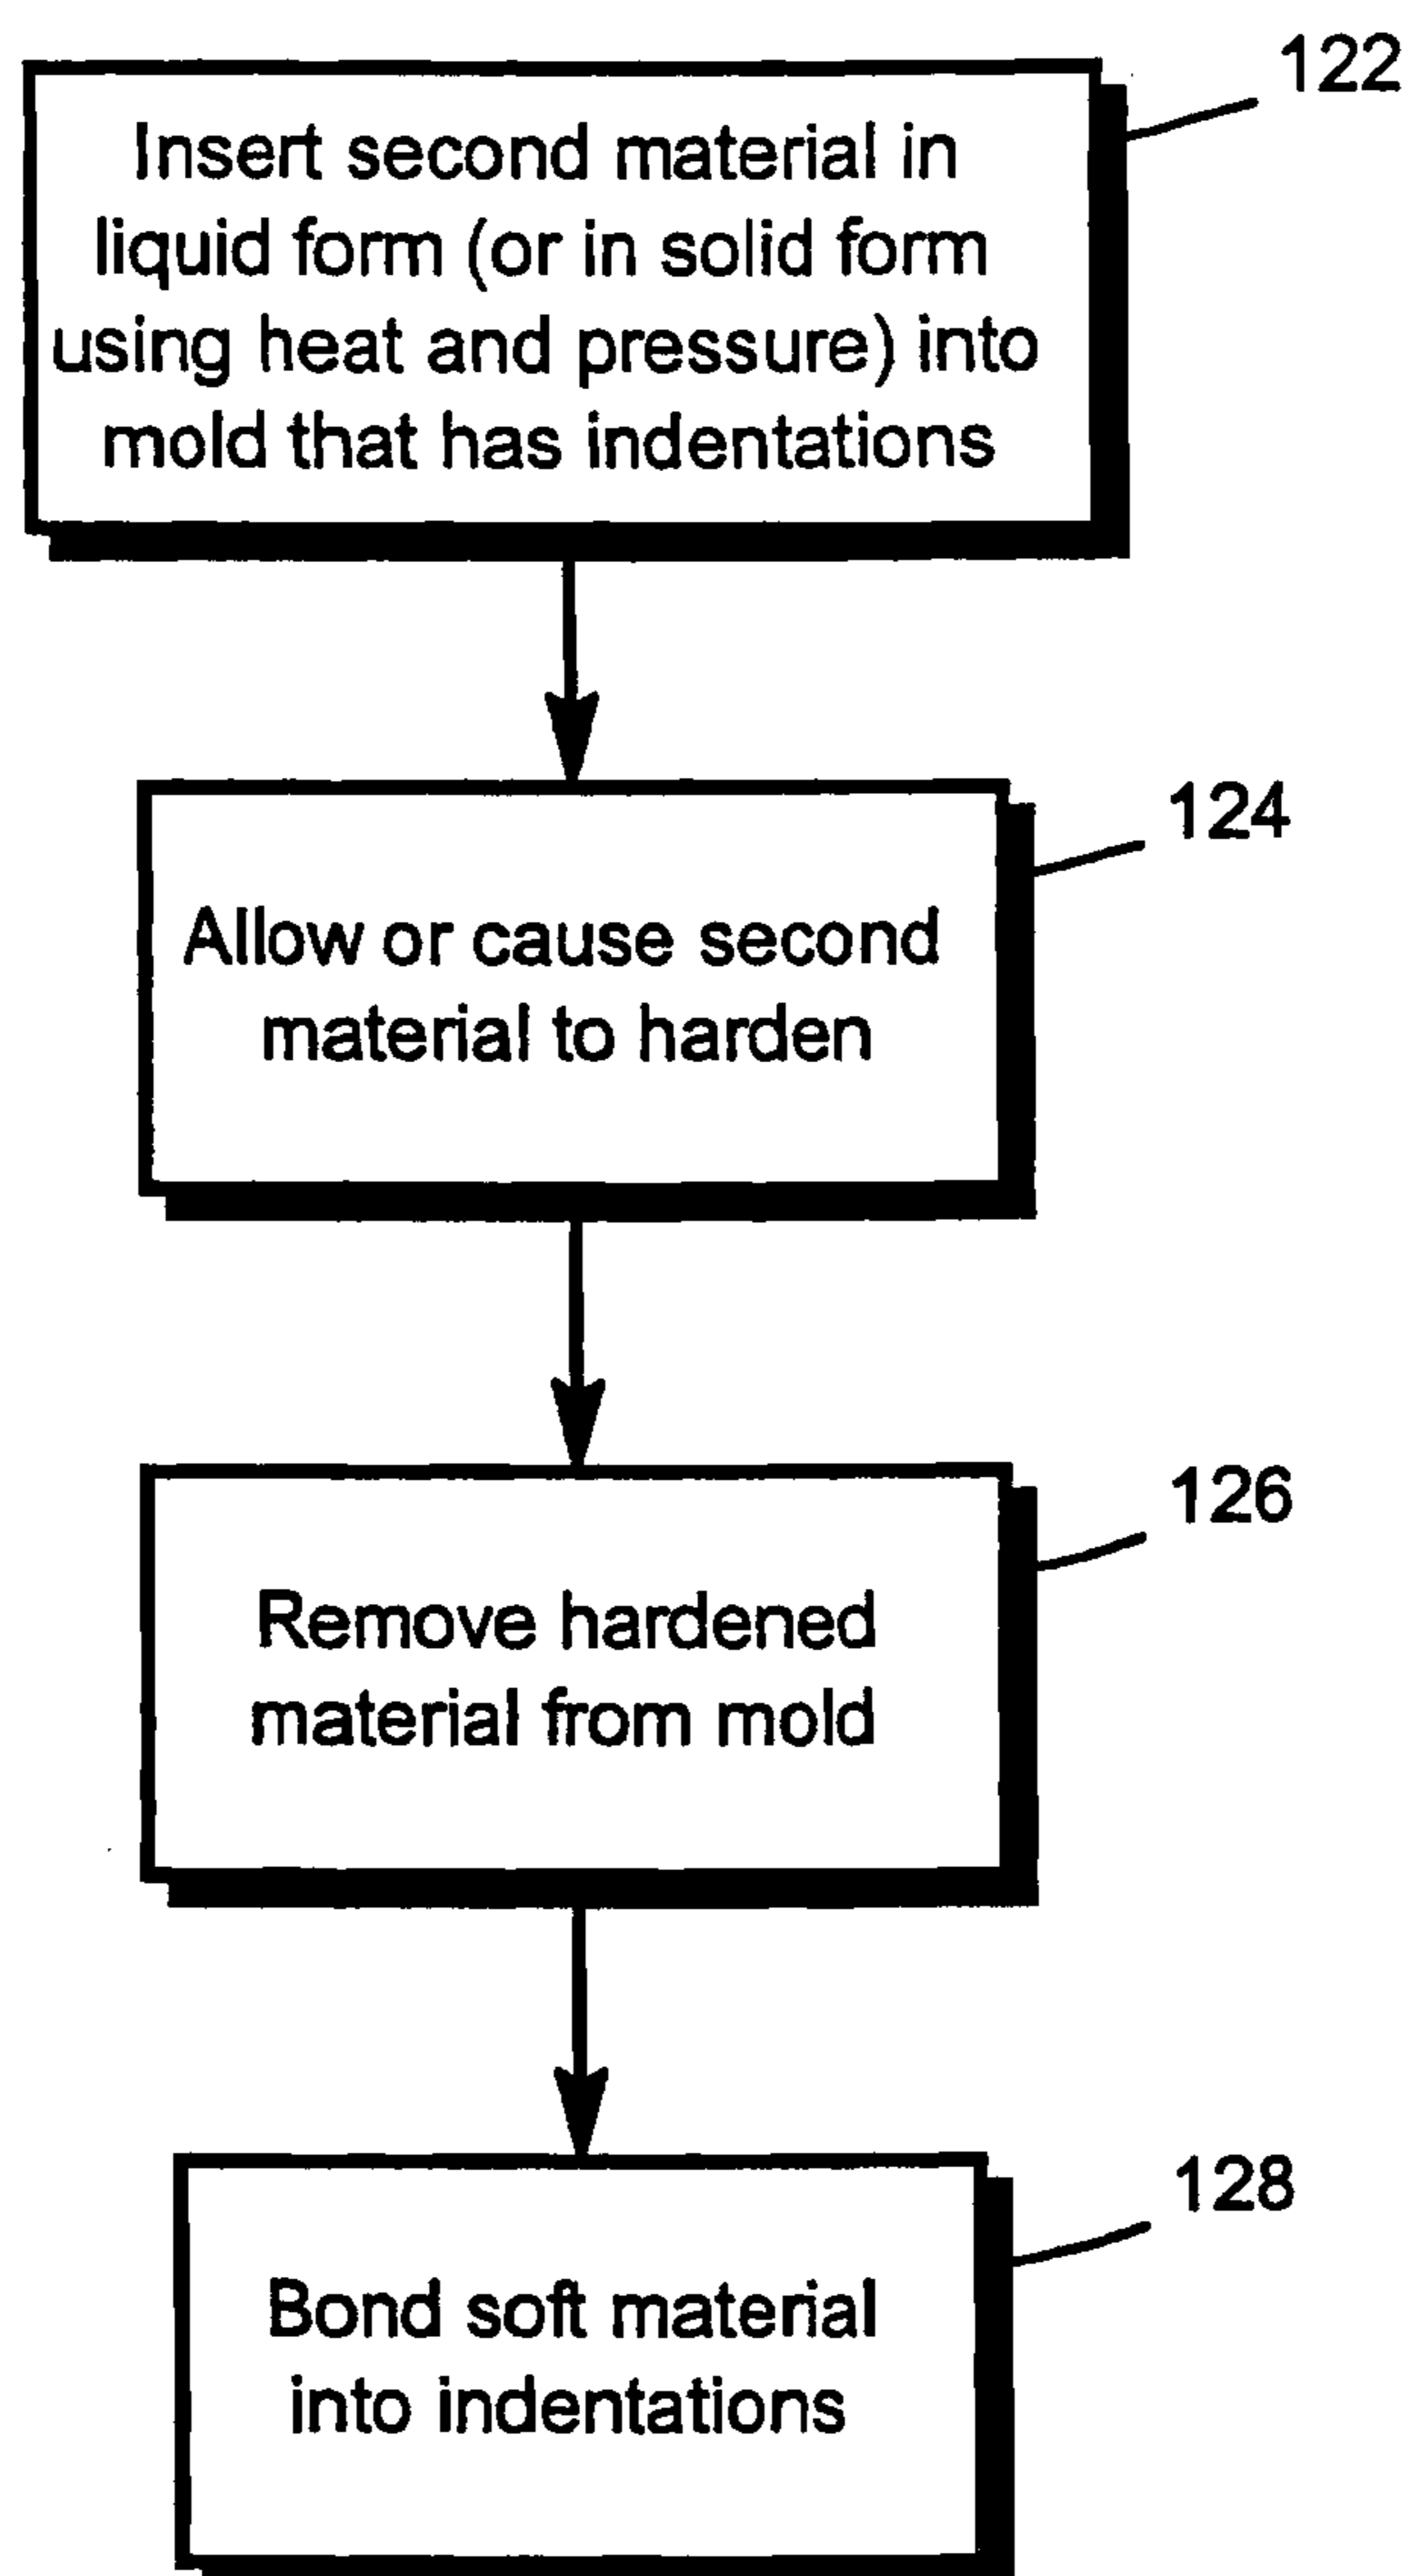 122
Insert second material in
liquid form (or in solid form
using heat and pressure) into
mold that has indentations
124
Allow or cause second
material to harden
126
Remove hardened
material from mold
128
Bond soft material
into indentations